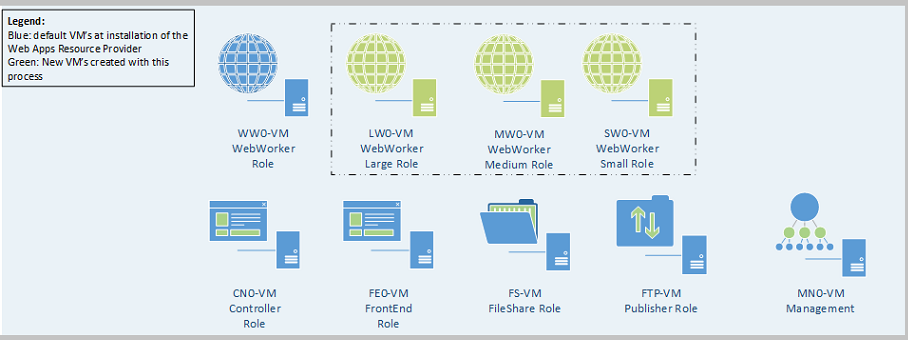 Legend:
Blue: default VM's at installation of the
Web Apps Resource Provider
Green: New VM's created with this
process
WW0-VM
WebWorker
Role
LW0-VM
WebWorker
Large Role
MW0-VM
WebWorker
Medium Role
SW0-VM
WebWorker
Small Role
CN0-VM
Controller
Role
FE0-VM
FrontEnd
Role
FS-VM
FileShare Role
FTP-VM
Publisher Role
MN0-VM
Management